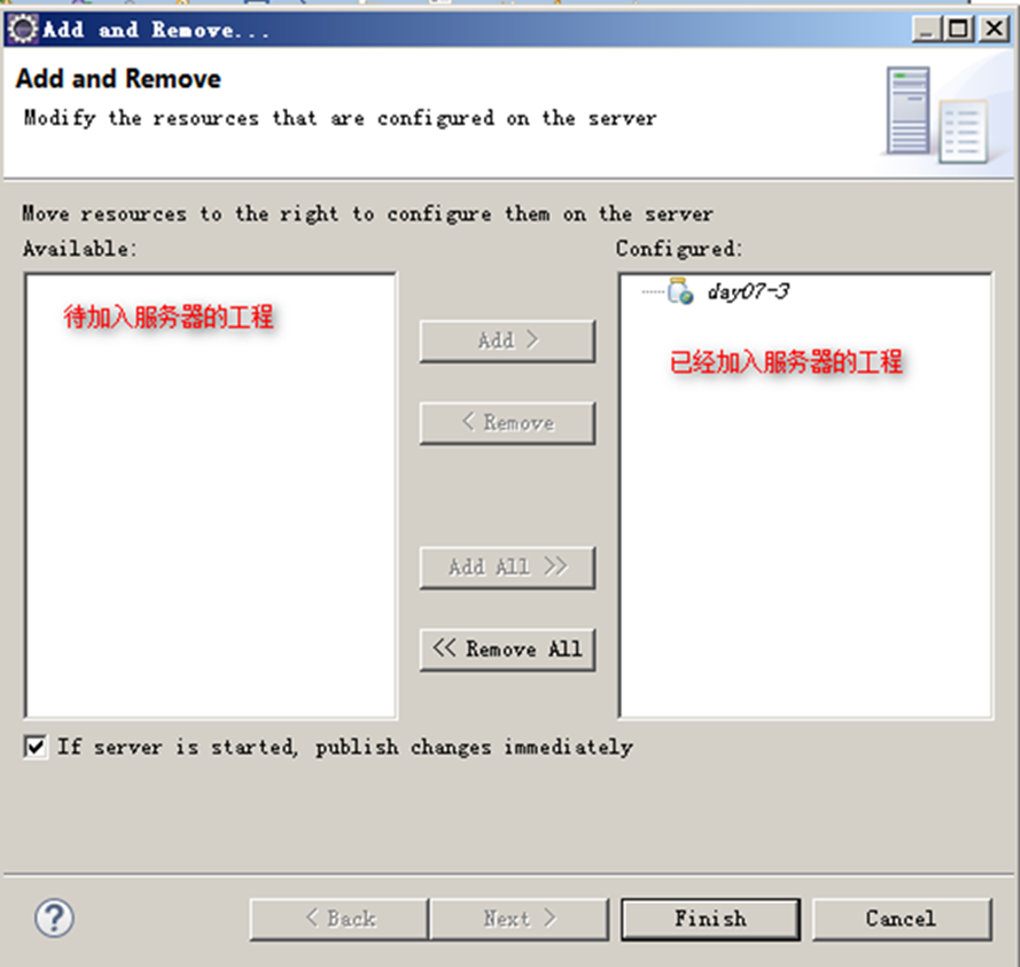 Add and Remove...
Add and Remove
Modify the resources that are configured on the server
Move resources to the right to configure them on the server
Available:
Configured:
day07-3
待加入服务器的工程
已经加入服务器的工程
Add >
< Remove
Add All >>
<< Remove All
If server is started, publish changes immediately
?
< Back
Next >
Finish
Cancel